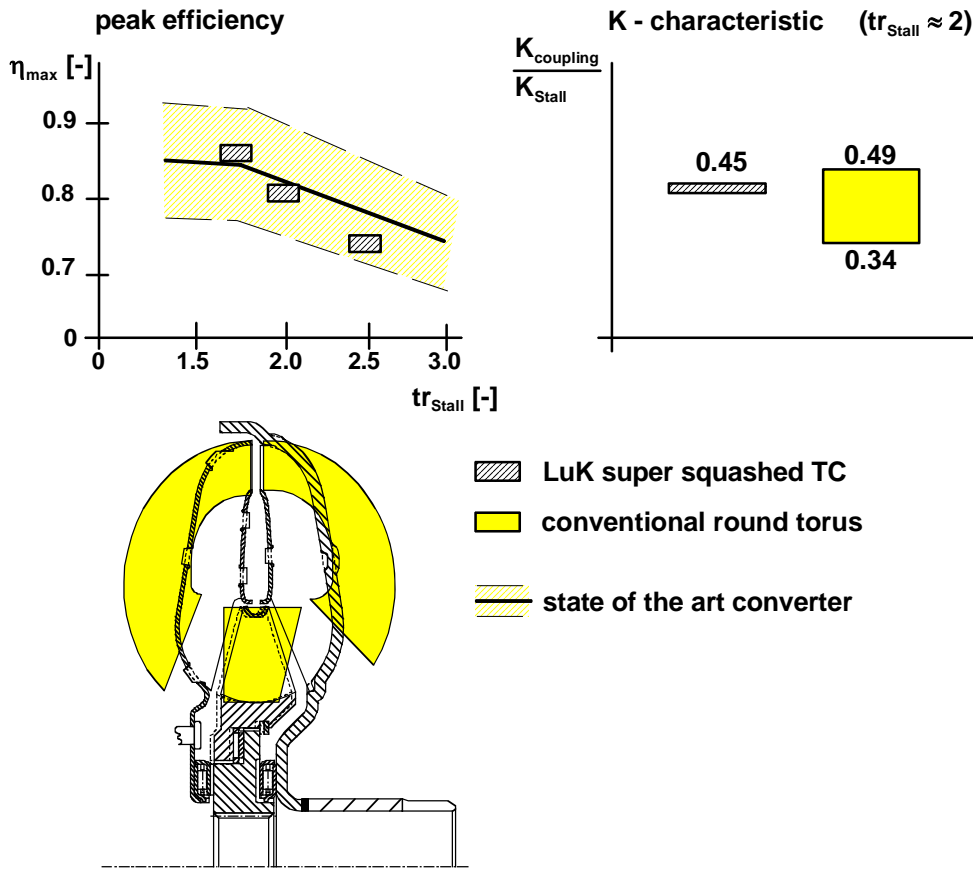 peak efficiency
ηmax [-]
0.9
0.8
0.7
0
0
1.5
2.0
2.5
3.0
trStall [-]
K - characteristic (trStall ≈ 2)
Kcoupling
KStall
0.45
0.49
0.34
LuK super squashed TC
conventional round torus
state of the art converter